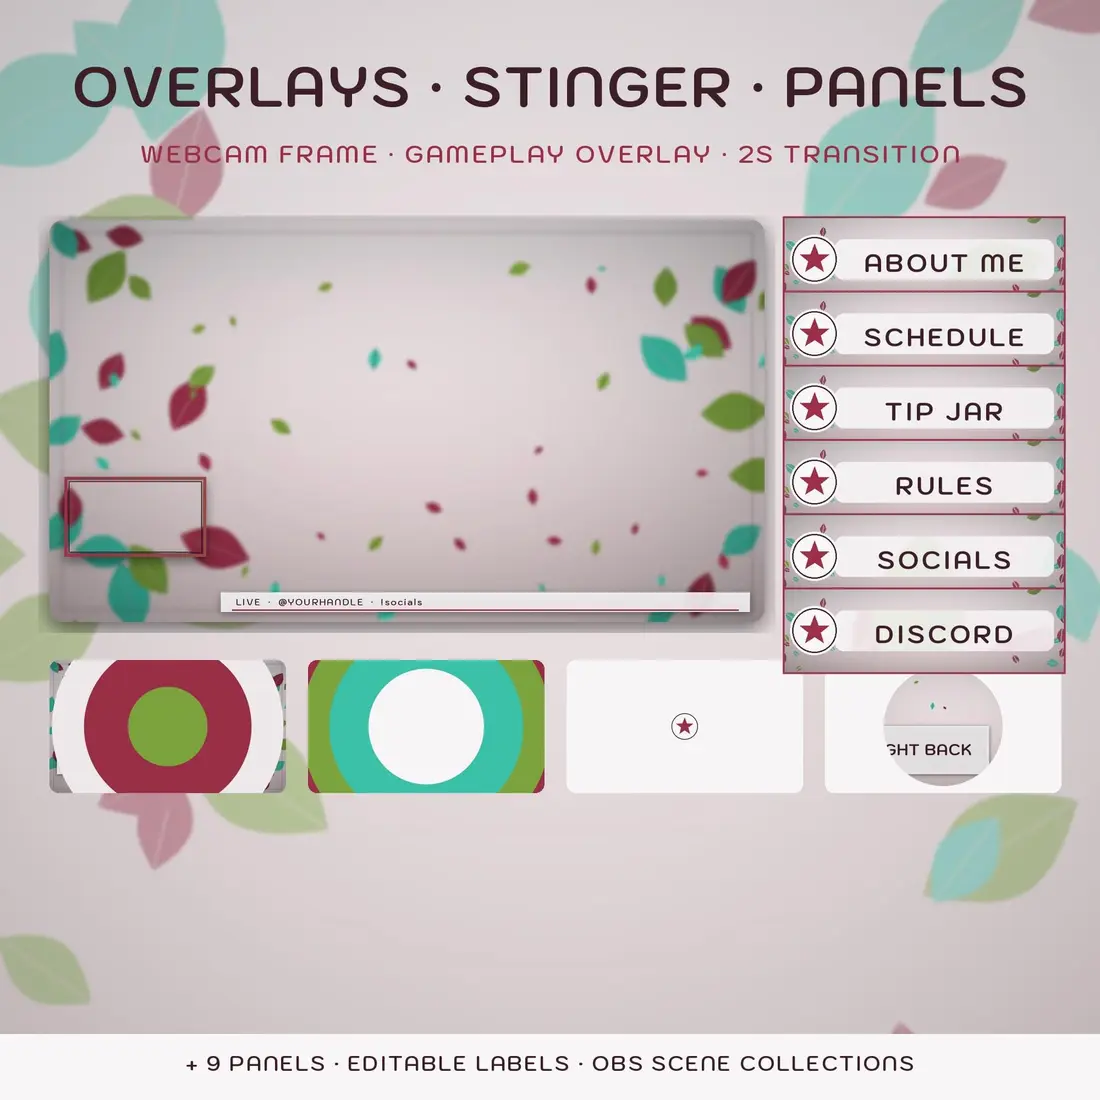 OVERLAYS · STINGER · PANELS
WEBCAM FRAME · GAMEPLAY OVERLAY · 2S TRANSITION
ABOUT ME
SCHEDULE
TIP JAR
RULES
SOCIALS
DISCORD
LIVE · @YOURHANDLE · !socials
GHT BACK
+ 9 PANELS · EDITABLE LABELS · OBS SCENE COLLECTIONS